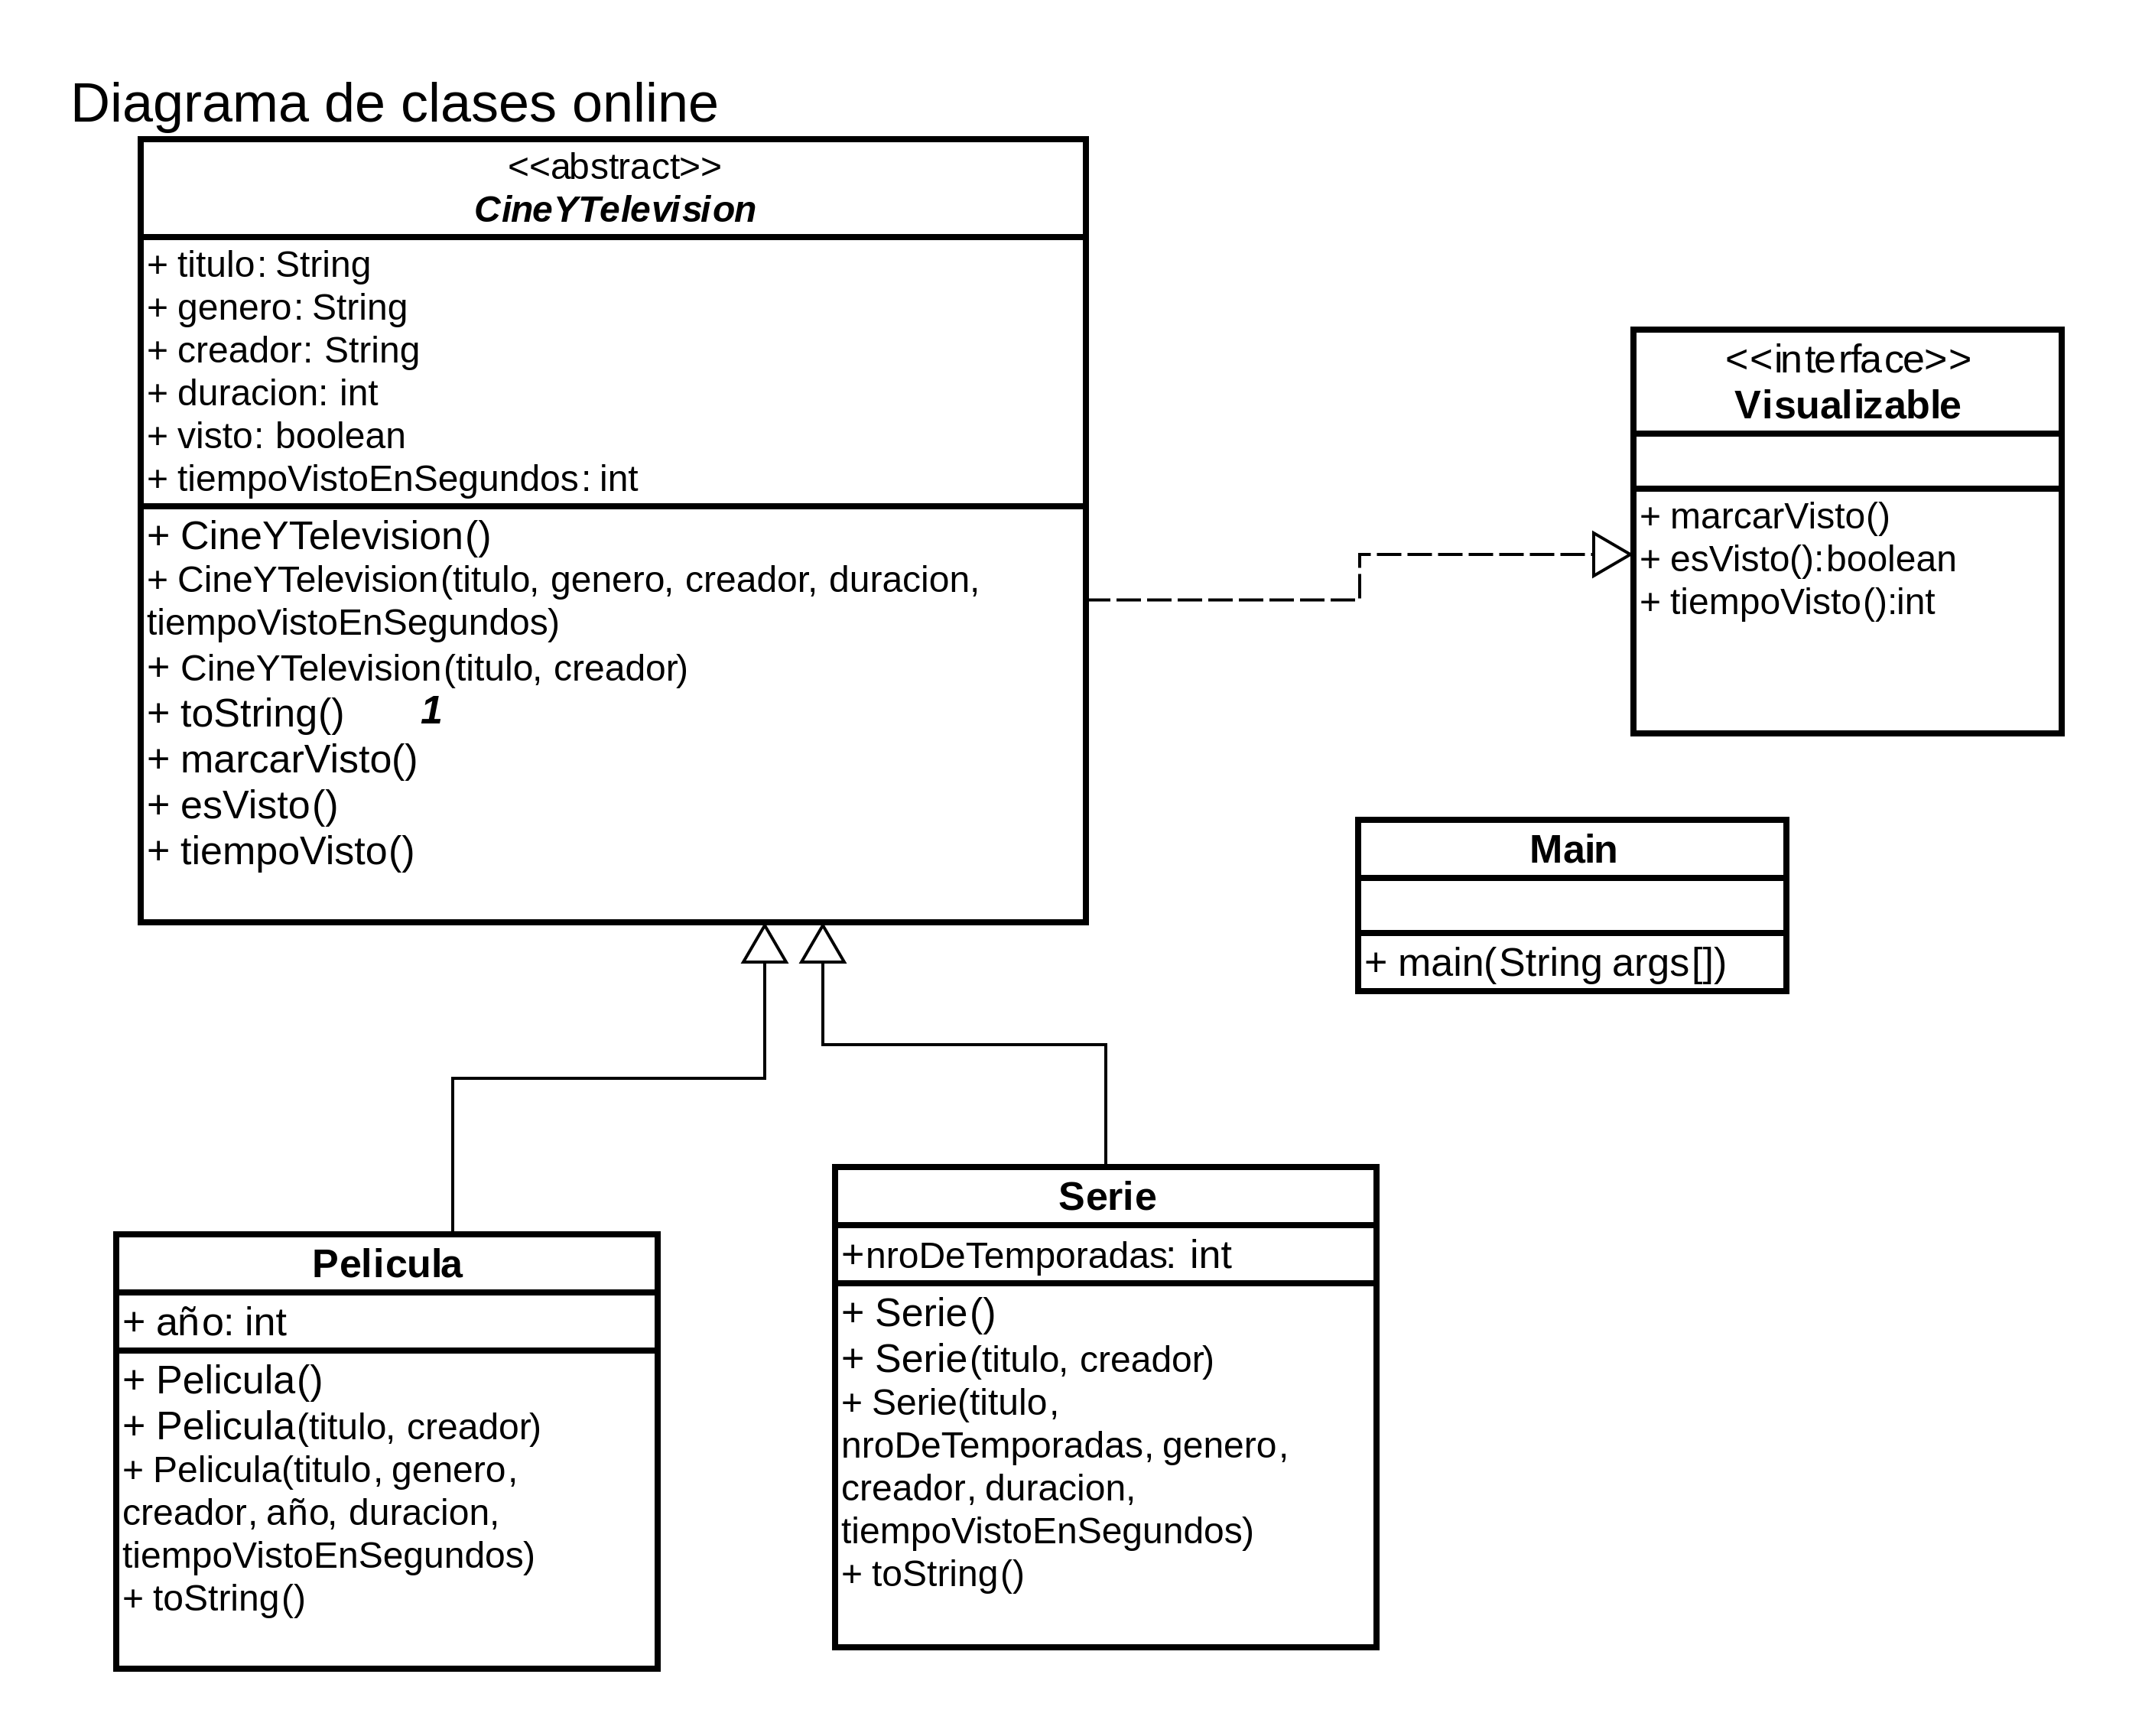 Diagrama de clases online
<<abstract>>
CineYTelevision
+ titulo: String
+ genero: String
+ creador: String
+ duracion: int
+ visto: boolean
+ tiempoVistoEnSegundos: int
+ CineYTelevision()
+ CineYTelevision(titulo, genero, creador, duracion,
tiempoVistoEnSegundos)
+ CineYTelevision(titulo, creador)
+ toString() 1
+ marcarVisto()
+ esVisto()
+ tiempoVisto()
<<interface>>
Visualizable
+ marcarVisto()
+ esVisto():boolean
+ tiempoVisto():int
Main
+ main(String args[])
Pelicula
+ año: int
+ Pelicula()
+ Pelicula(titulo, creador)
+ Pelicula(titulo, genero,
creador, año, duracion,
tiempoVistoEnSegundos)
+ toString()
Serie
+nroDeTemporadas: int
+ Serie()
+ Serie(titulo, creador)
+ Serie(titulo,
nroDeTemporadas, genero,
creador, duracion,
tiempoVistoEnSegundos)
+ toString()